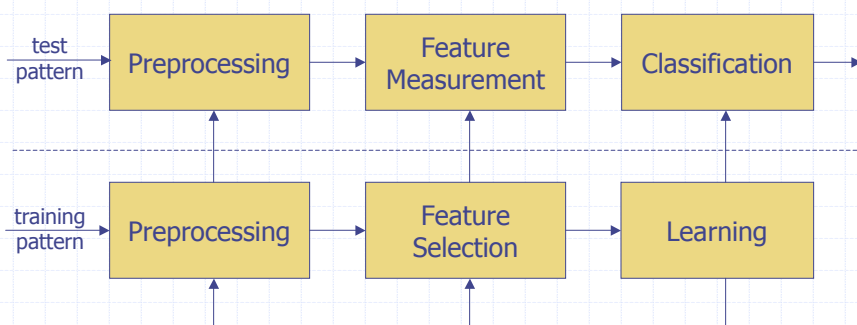 test
pattern
Preprocessing
Feature
Measurement
Classification
training
pattern
Preprocessing
Feature
Selection
Learning